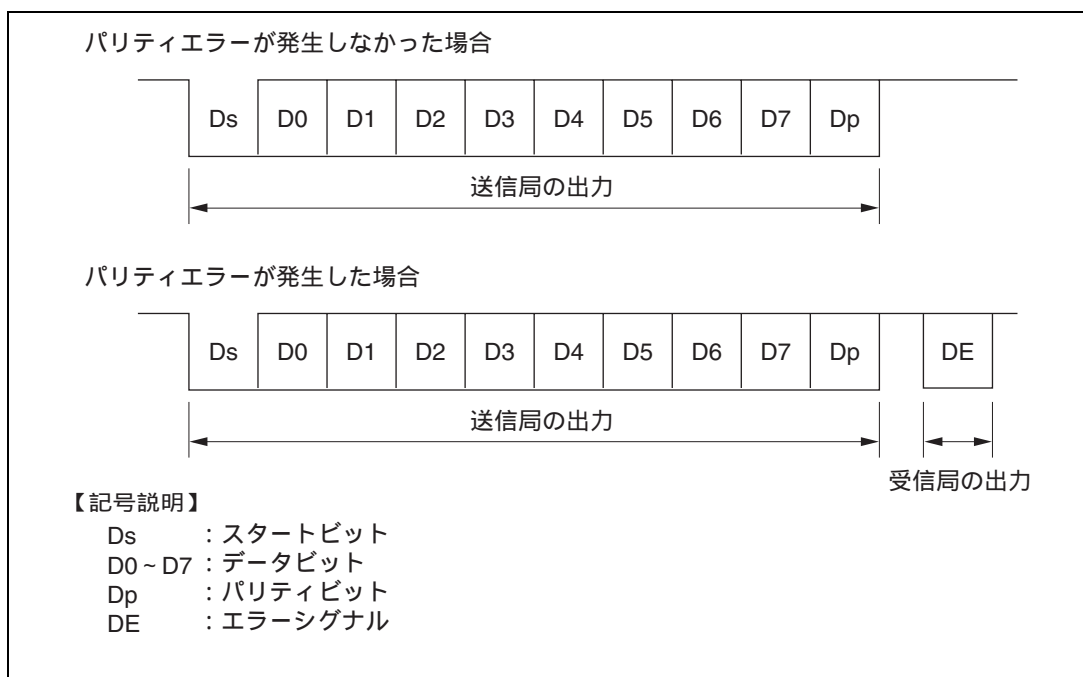 パリティエラーが発生しなかった場合
Ds D0 D1 D2 D3 D4 D5 D6 D7 Dp
送信局の出力
パリティエラーが発生した場合
Ds D0 D1 D2 D3 D4 D5 D6 D7 Dp DE
送信局の出力
受信局の出力
【記号説明】
Ds : スタートビット
D0 ~ D7 : データビット
Dp : パリティビット
DE : エラーシグナル